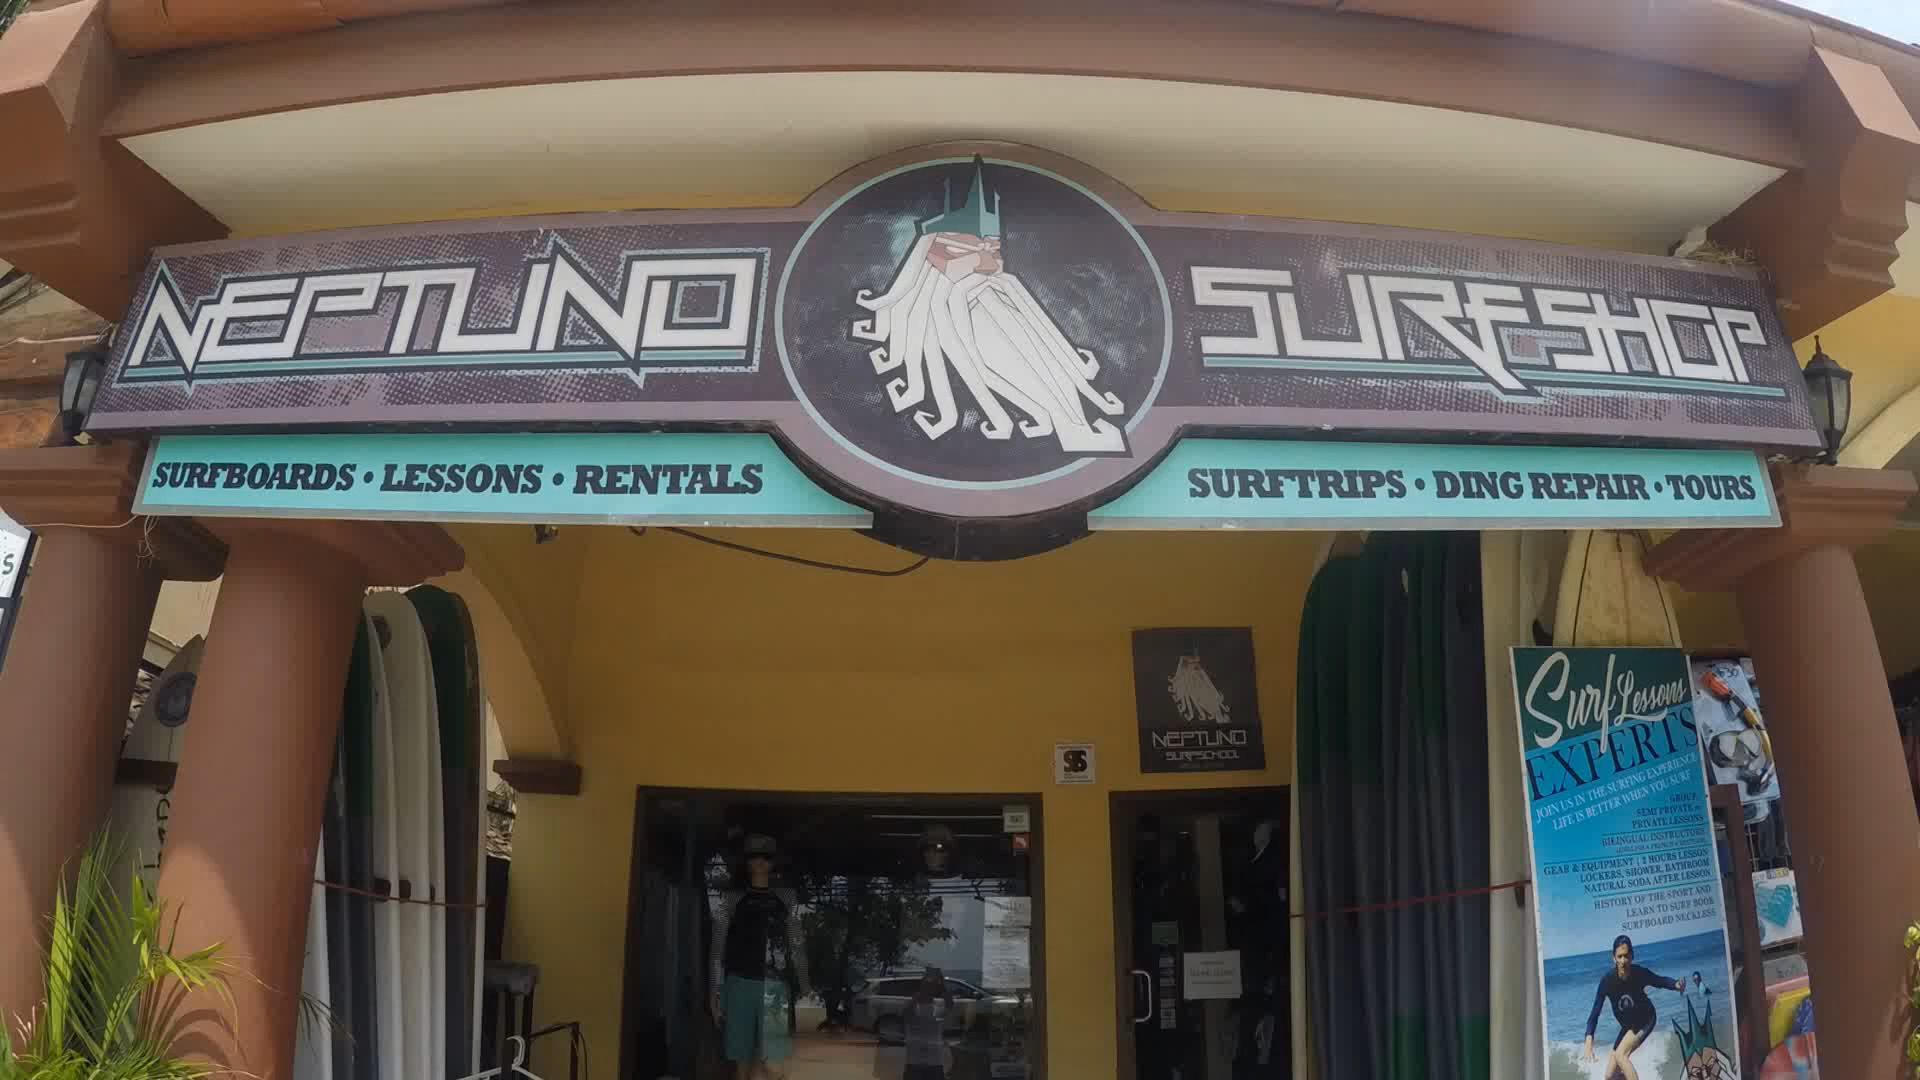 NEPTUNO
SURFSHOP
SURFBOARDS • LESSONS • RENTALS
SURFTRIPS • DING REPAIR • TOURS
NEPTUNO
SURFSCHOOL
Surf Lessons
EXPERTS
JOIN US IN THE SURFING EXPERIENCE
LIFE IS BETTER WHEN YOU SURF
GROUP,
SEMI PRIVATE or
PRIVATE LESSONS
BILINGUAL INSTRUCTORS
GEAR & EQUIPMENT | 2 HOURS LESSON
LOCKERS, SHOWER, BATHROOM
NATURAL SODA AFTER LESSON
HISTORY OF THE SPORT AND
LEARN TO SURF BOOK
SURFBOARD NECKLESS